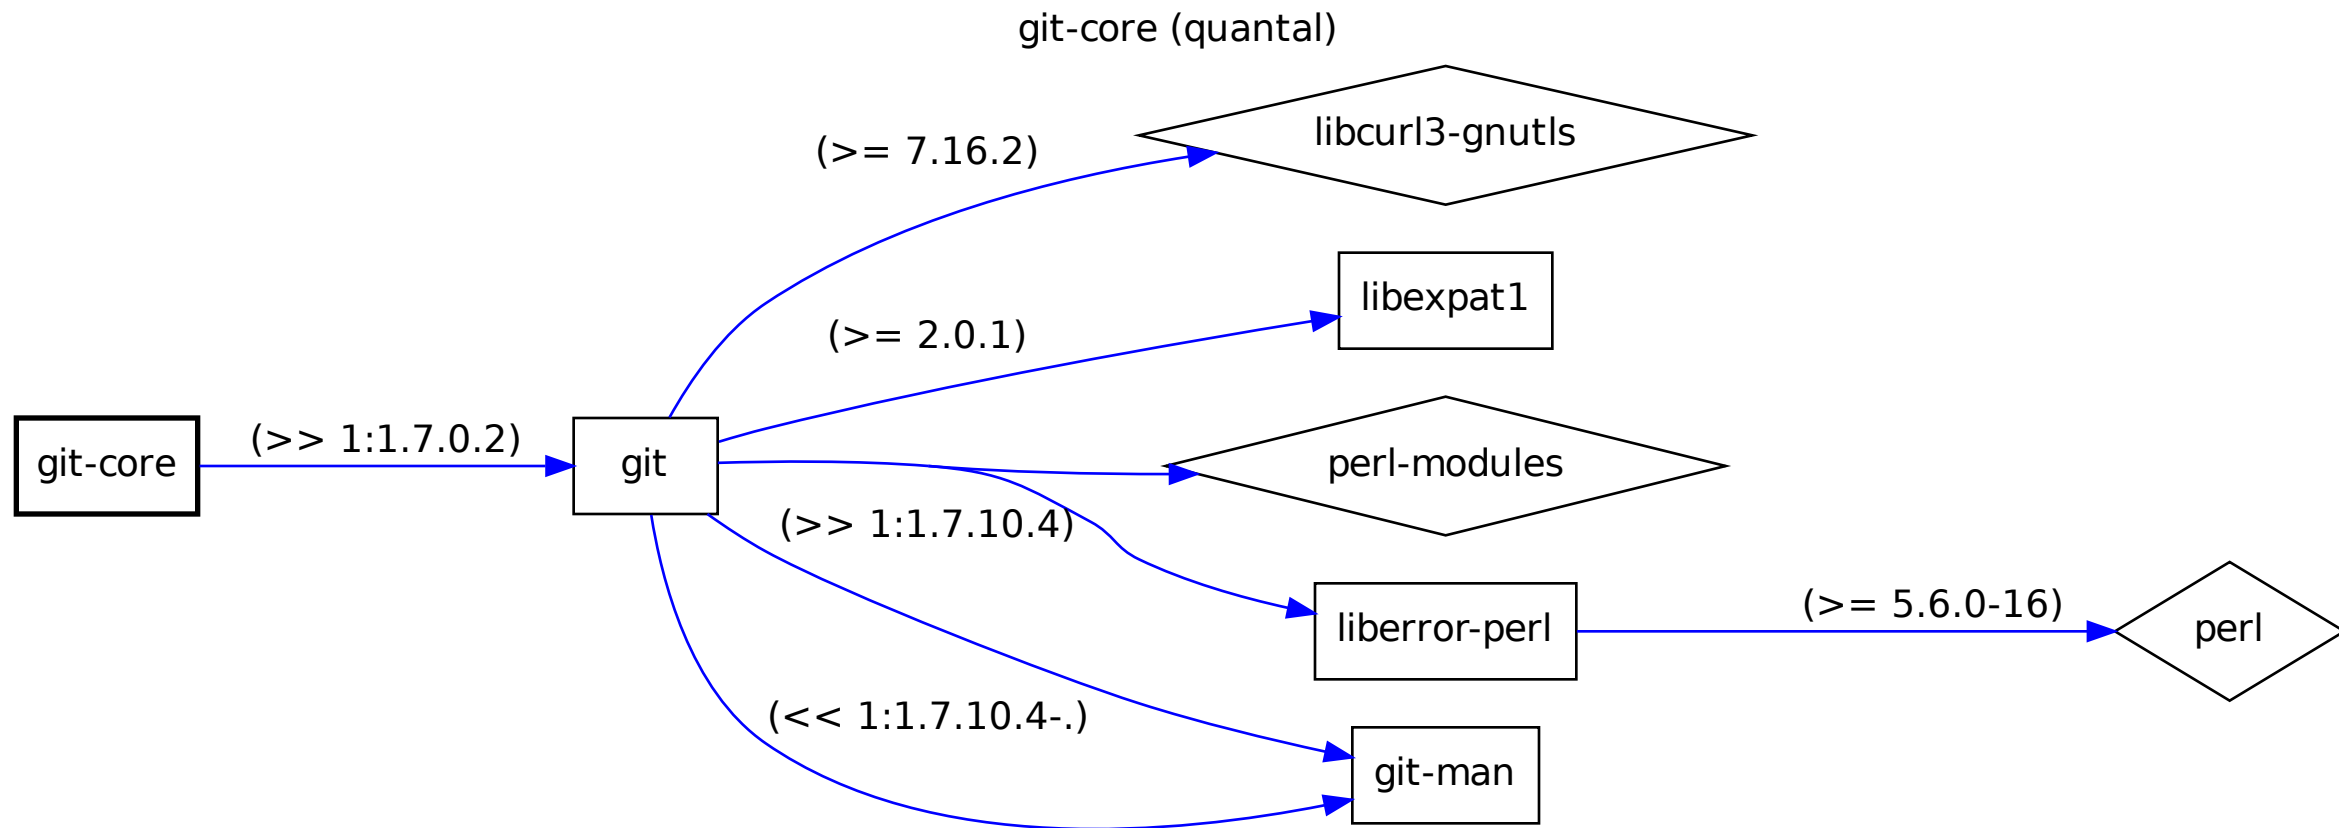 git-core (quantal)
(>= 7.16.2)
libcurl3-gnutls
(>= 2.0.1)
libexpat1
git-core
(>> 1:1.7.0.2)
git
perl-modules
(>> 1:1.7.10.4)
liberror-perl
(>= 5.6.0-16)
perl
(<< 1:1.7.10.4-.)
git-man